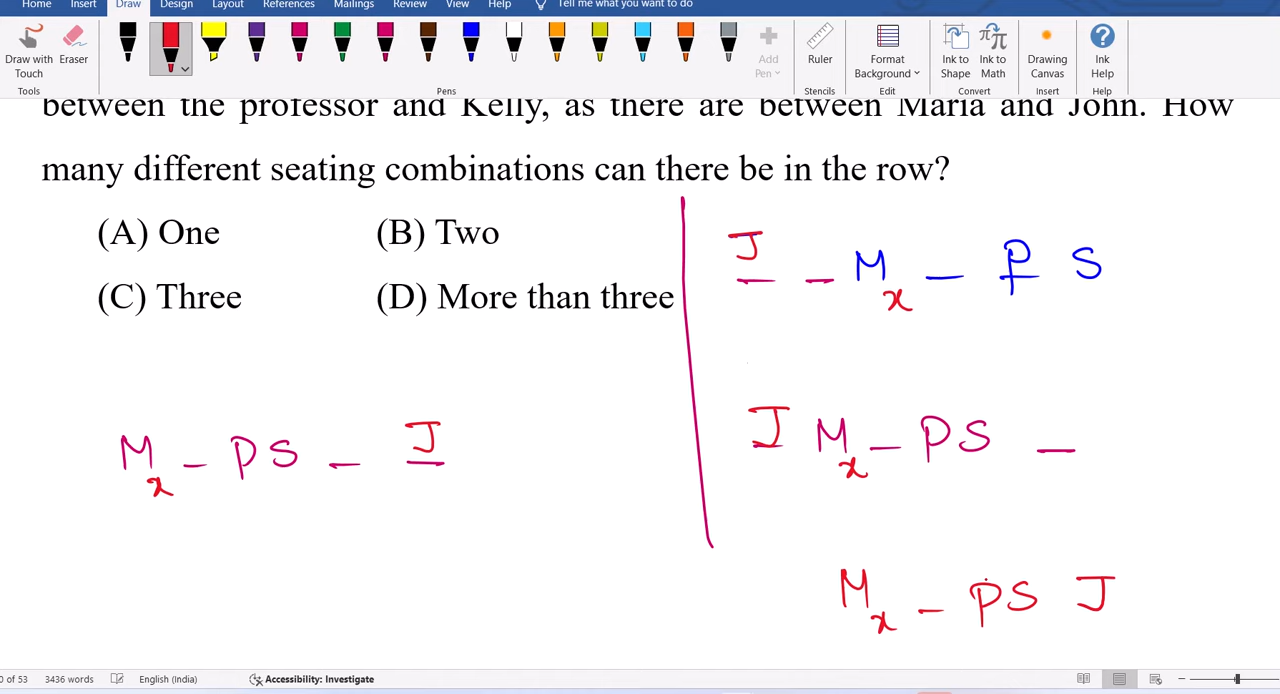 Home Insert Draw Design Layout References Mailings Review View Help Tell me what you want to do
Draw with Touch Eraser Add Pen Ruler Format Background Ink to Shape Ink to Math Drawing Canvas Ink Help
Tools Pens Stencils Edit Convert Insert Help
between the professor and Kelly, as there are between Maria and John. How
many different seating combinations can there be in the row?
(A) One (B) Two
(C) Three (D) More than three
J _ M _ P S
x
J M _ P S _
x
M _ P S _ J
x
M _ P S J
x
0 of 53 3436 words English (India) Accessibility: Investigate